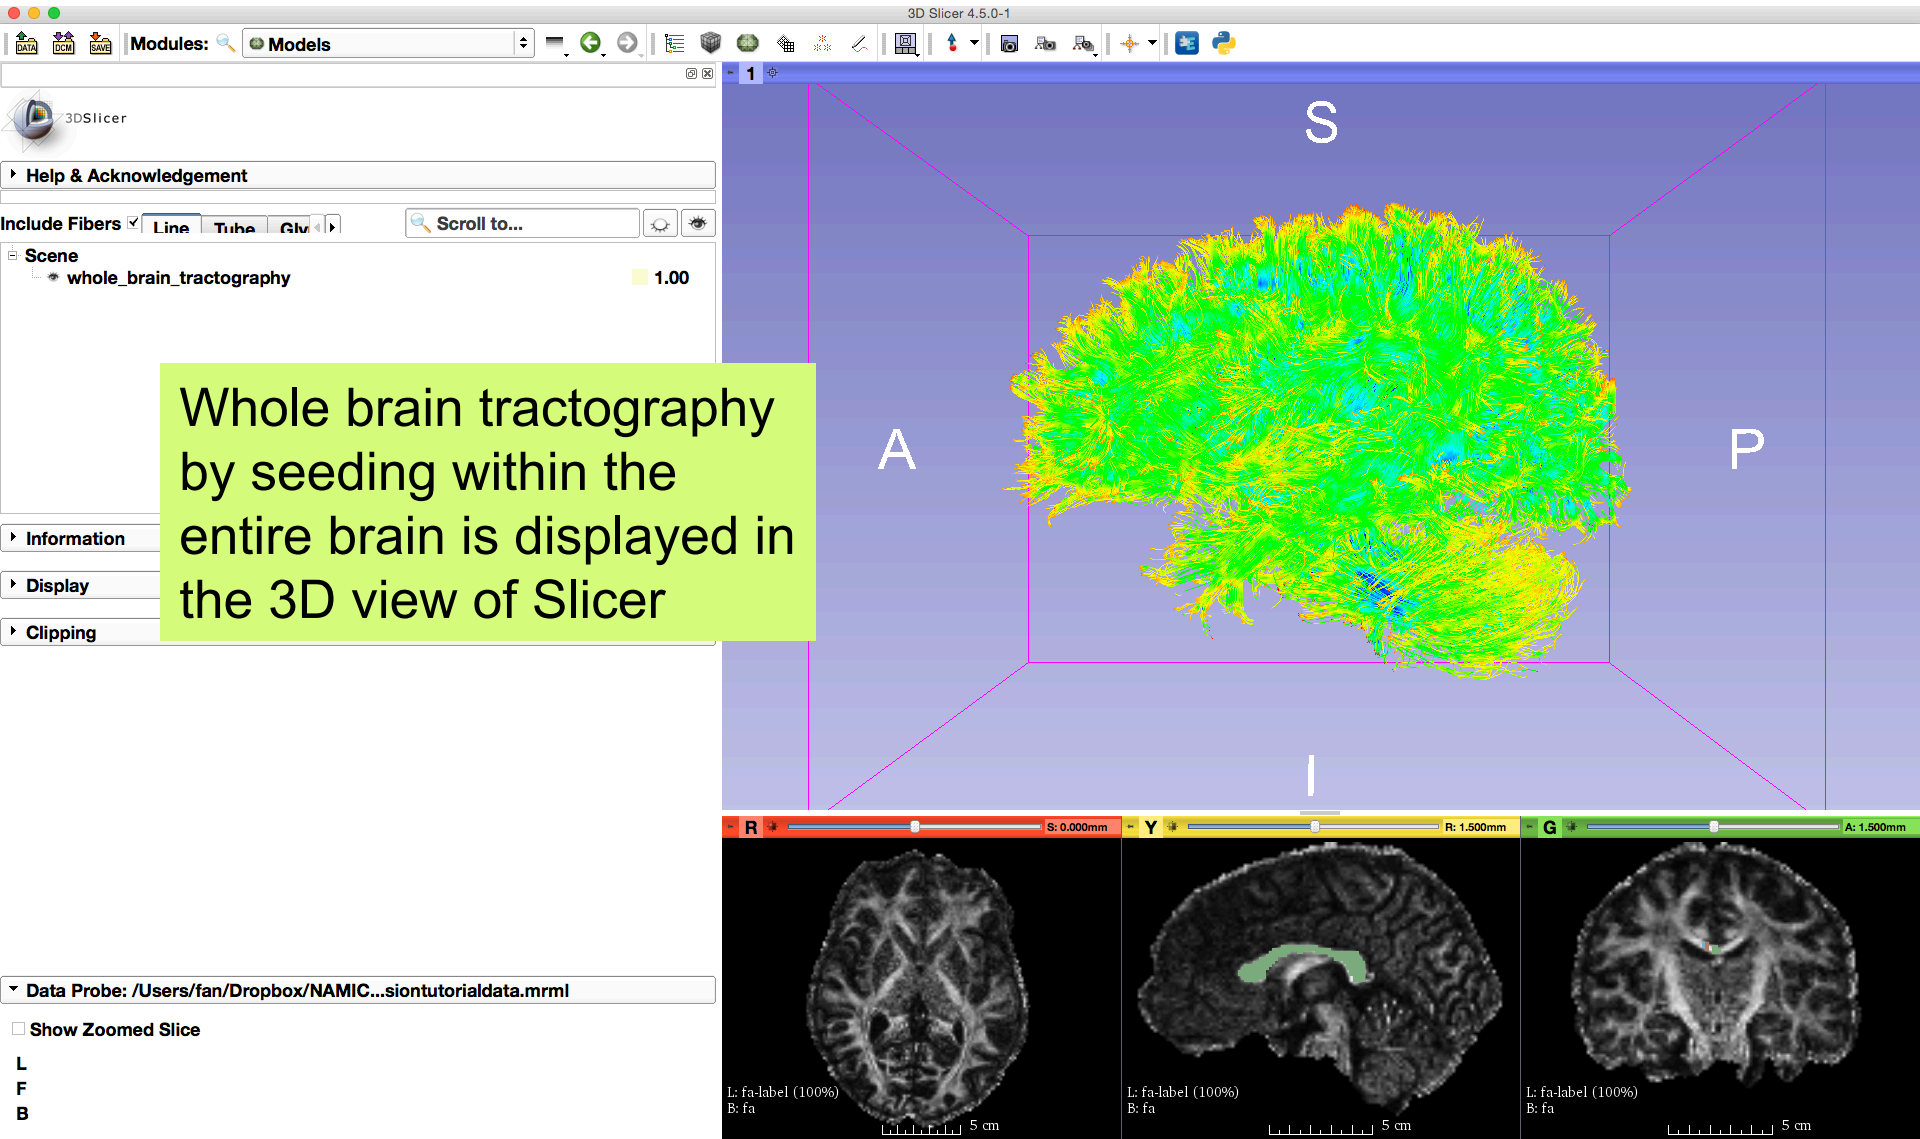 3D Slicer 4.5.0-1
DATA DCM SAVE Modules: Models
1
3DSlicer
Help & Acknowledgement
Include Fibers Line Tube Gly Scroll to...
Scene
whole_brain_tractography 1.00
Whole brain tractography
by seeding within the
entire brain is displayed in
the 3D view of Slicer
Information
Display
Clipping
S
A
P
I
Data Probe: /Users/fan/Dropbox/NAMIC...siontutorialdata.mrml
Show Zoomed Slice
L
F
B
R S: 0.000mm
L: fa-label (100%)
B: fa
5 cm
Y R: 1.500mm
L: fa-label (100%)
B: fa
5 cm
G A: 1.500mm
L: fa-label (100%)
B: fa
5 cm